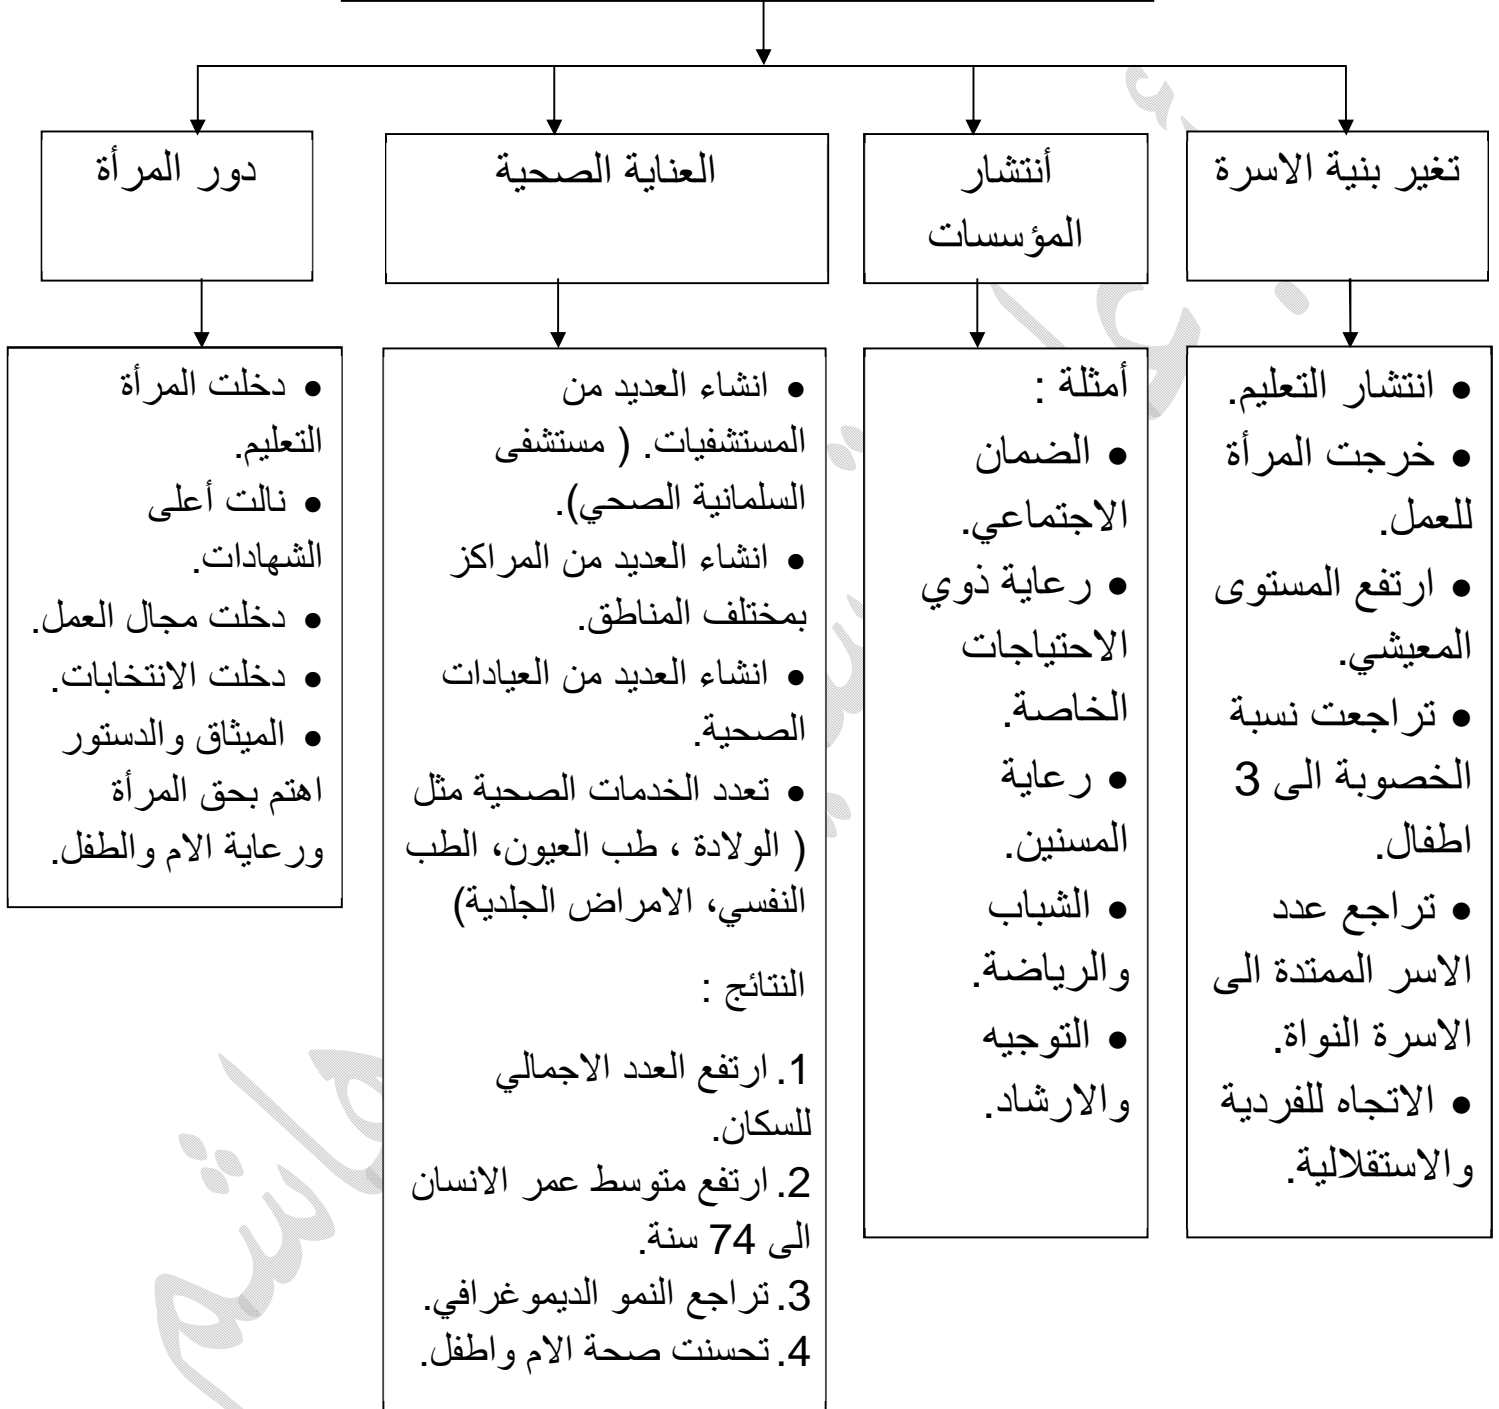 تغير بنية الاسرة
أنتشار
المؤسسات
العناية الصحية
دور المرأة
• انتشار التعليم.
• خرجت المرأة
للعمل.
• ارتفع المستوى
المعيشي.
• تراجعت نسبة
الخصوبة الى 3
اطفال.
• تراجع عدد
الاسر الممتدة الى
الاسرة النواة.
• الاتجاه للفردية
والاستقلالية.
أمثلة :
• الضمان
الاجتماعي.
• رعاية ذوي
الاحتياجات
الخاصة.
• رعاية
المسنين.
• الشباب
والرياضة.
• التوجيه
والارشاد.
• انشاء العديد من
المستشفيات. ( مستشفى
السلمانية الصحي).
• انشاء العديد من المراكز
بمختلف المناطق.
• انشاء العديد من العيادات
الصحية.
• تعدد الخدمات الصحية مثل
( الولادة ، طب العيون، الطب
النفسي، الامراض الجلدية)
النتائج :
1. ارتفع العدد الاجمالي
للسكان.
2. ارتفع متوسط عمر الانسان
الى 74 سنة.
3. تراجع النمو الديموغرافي.
4. تحسنت صحة الام واطفل.
• دخلت المرأة
التعليم.
• نالت أعلى
الشهادات.
• دخلت مجال العمل.
• دخلت الانتخابات.
• الميثاق والدستور
اهتم بحق المرأة
ورعاية الام والطفل.